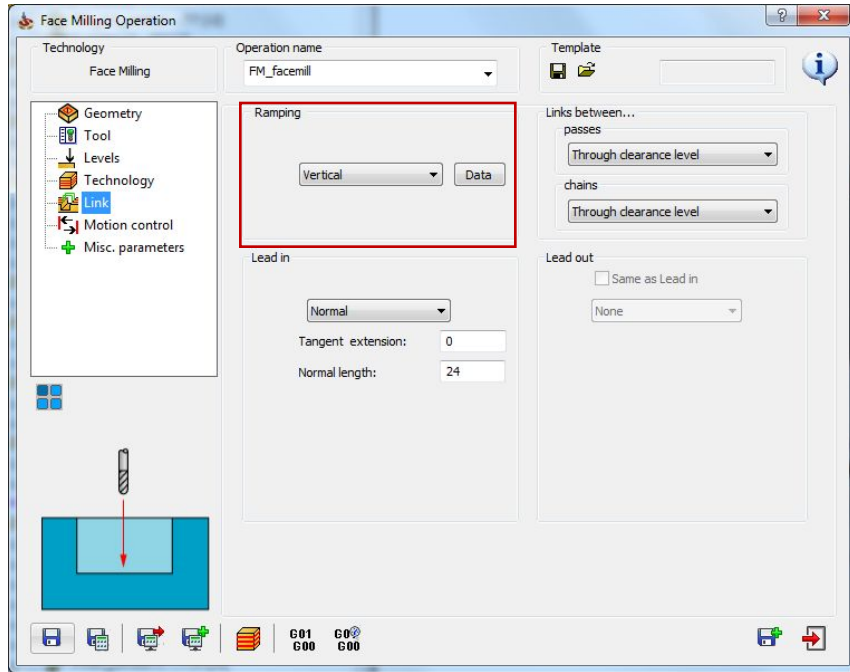 Face Milling Operation
Technology
Face Milling
Operation name
FM_facemill
Template
Geometry
Tool
Levels
Technology
Link
Motion control
Misc. parameters
Ramping
Vertical
Data
Links between...
passes
Through clearance level
chains
Through clearance level
Lead in
Normal
Tangent extension:
0
Normal length:
24
Lead out
Same as Lead in
None
G01
G00
G0
G00